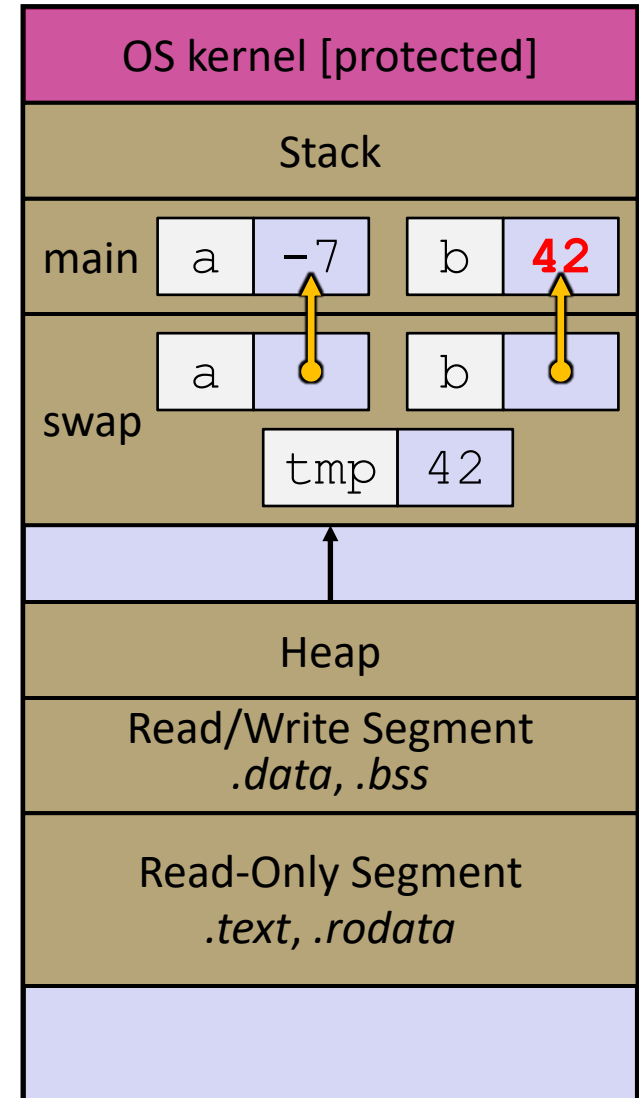 OS kernel [protected]
Stack
main a -7 b 42
a b
swap
tmp 42
Heap
Read/Write Segment
.data, .bss
Read-Only Segment
.text, .rodata